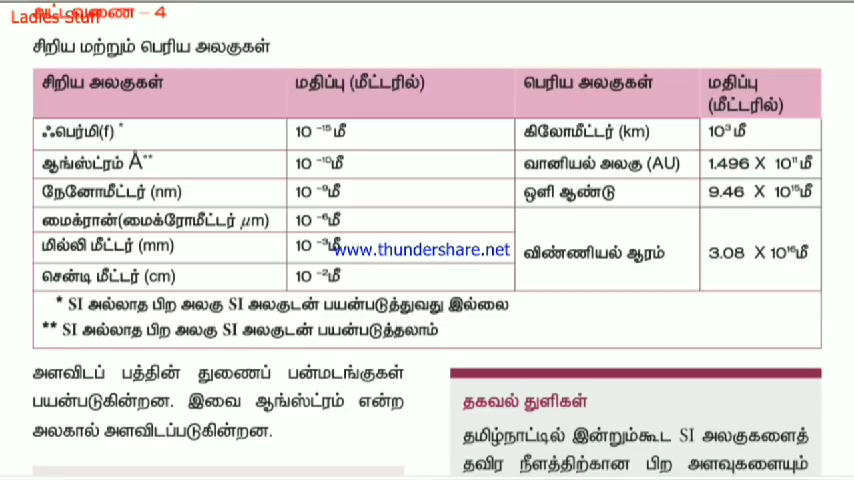 அட்டவணை – 4
Ladies Stuff
சிறிய மற்றும் பெரிய அலகுகள்
சிறிய அலகுகள் மதிப்பு (மீட்டரில்) பெரிய அலகுகள் மதிப்பு (மீட்டரில்)
ஃபெர்மி(f) * 10 ⁻¹⁵ மீ கிலோமீட்டர் (km) 10³ மீ
ஆங்ஸ்ட்ரம் Å** 10 ⁻¹⁰மீ வானியல் அலகு (AU) 1.496 X 10¹¹ மீ
நேனோமீட்டர் (nm) 10 ⁻⁹மீ ஒளி ஆண்டு 9.46 X 10¹⁵மீ
மைக்ரான்(மைக்ரோமீட்டர் μm) 10 ⁻⁶மீ
மில்லி மீட்டர் (mm) 10 ⁻³மீ
www.thundershare.net
விண்ணியல் ஆரம் 3.08 X 10¹⁶மீ
சென்டி மீட்டர் (cm) 10 ⁻²மீ
* SI அல்லாத பிற அலகு SI அலகுடன் பயன்படுத்துவது இல்லை
** SI அல்லாத பிற அலகு SI அலகுடன் பயன்படுத்தலாம்
அளவிடப் பத்தின் துணைப் பன்மடங்குகள்
பயன்படுகின்றன. இவை ஆங்ஸ்ட்ரம் என்ற
அலகால் அளவிடப்படுகின்றன.
தகவல் துளிகள்
தமிழ்நாட்டில் இன்றும்கூட SI அலகுகளைத்
தவிர நீளத்திற்கான பிற அளவுகளையும்